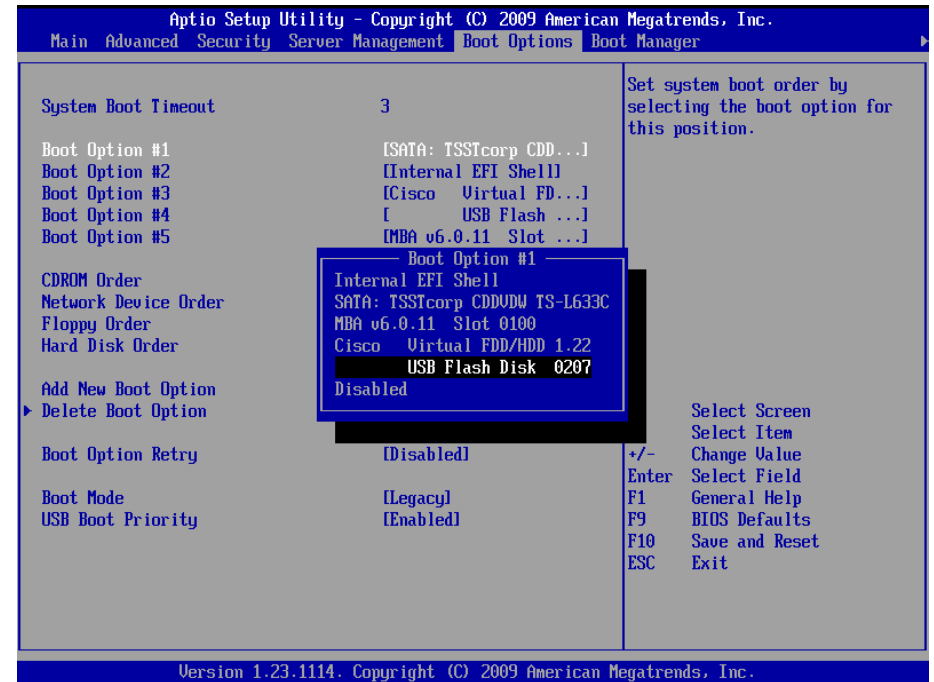 Aptio Setup Utility - Copyright (C) 2009 American Megatrends, Inc.
Main Advanced Security Server Management Boot Options Boot Manager
System Boot Timeout 3
Boot Option #1 [SATA: TSSTcorp CDD...]
Boot Option #2 [Internal EFI Shell]
Boot Option #3 [Cisco Virtual FD...]
Boot Option #4 [ USB Flash ...]
Boot Option #5 [MBA v6.0.11 Slot ...]
CDROM Order
Network Device Order
Floppy Order
Hard Disk Order
Add New Boot Option
Delete Boot Option
Boot Option Retry [Disabled]
Boot Mode [Legacy]
USB Boot Priority [Enabled]
Boot Option #1
Internal EFI Shell
SATA: TSSTcorp CDDVDW TS-L633C
MBA v6.0.11 Slot 0100
Cisco Virtual FDD/HDD 1.22
USB Flash Disk 0207
Disabled
Set system boot order by
selecting the boot option for
this position.
Select Screen
Select Item
+/- Change Value
Enter Select Field
F1 General Help
F9 BIOS Defaults
F10 Save and Reset
ESC Exit
Version 1.23.1114. Copyright (C) 2009 American Megatrends, Inc.